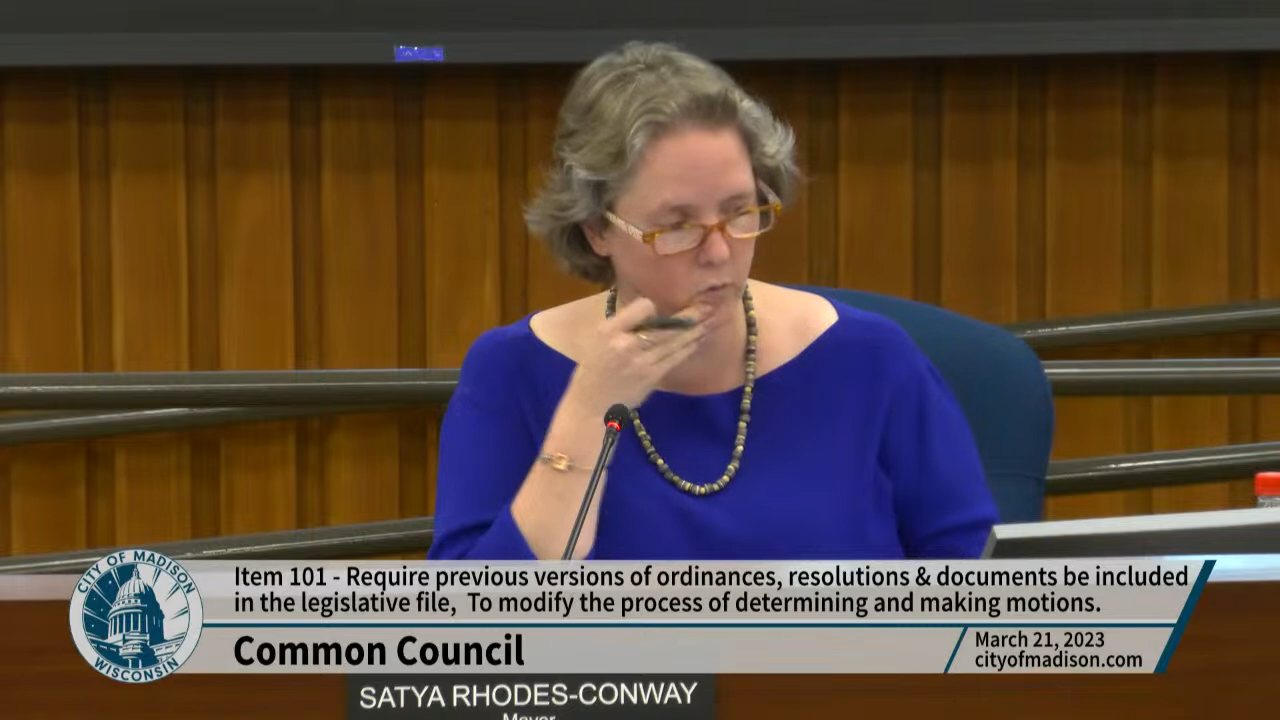 Item 101 - Require previous versions of ordinances, resolutions & documents be included
in the legislative file, To modify the process of determining and making motions.
Common Council
March 21, 2023
cityofmadison.com
CITY OF MADISON
WISCONSIN
SATYA RHODES-CONWAY
Mayor